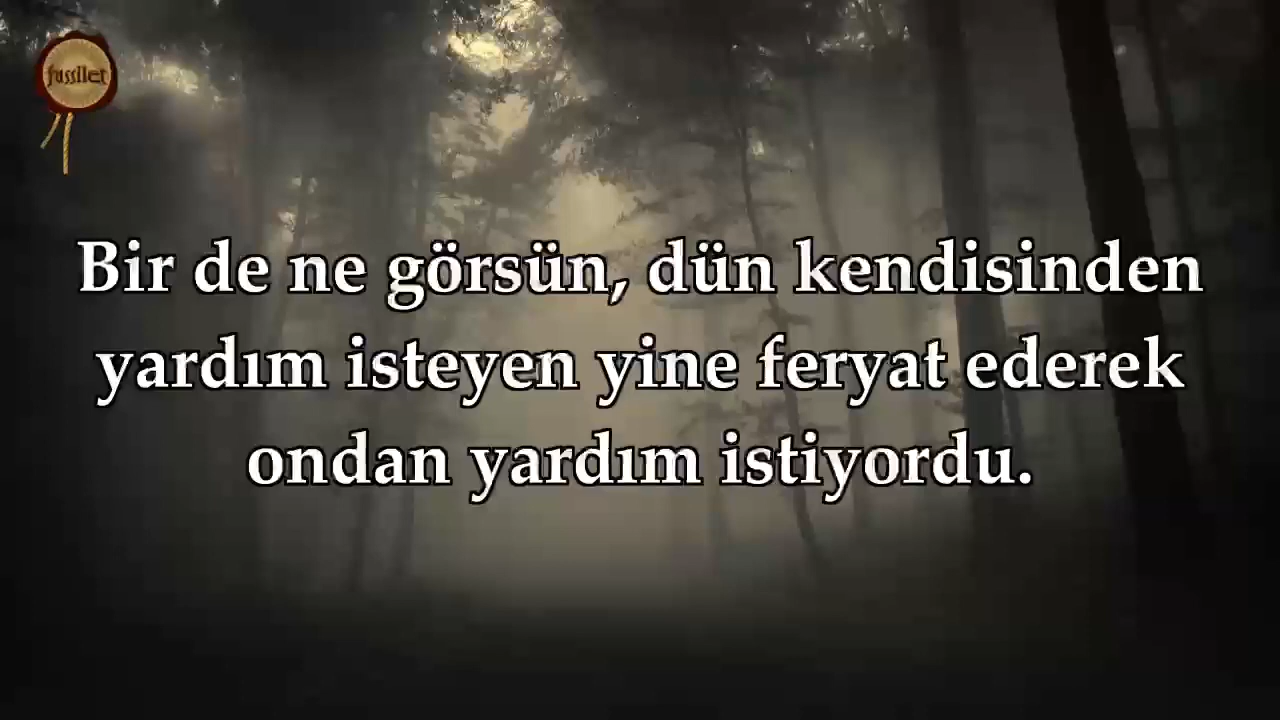 fussilet
Bir de ne görsün, dün kendisinden
yardım isteyen yine feryat ederek
ondan yardım istiyordu.